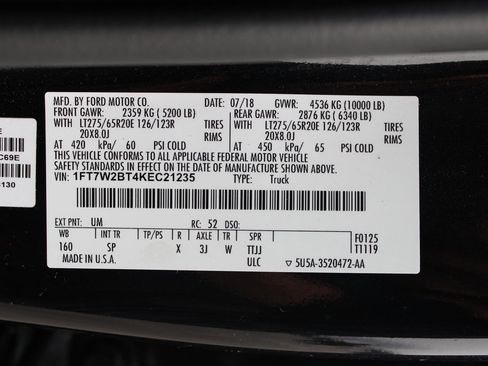 MFD. BY FORD MOTOR CO. DATE: 07/18 GVWR: 4536 KG (10000 LB)
FRONT GAWR: 2359 KG ( 5200 LB) REAR GAWR: 2876 KG ( 6340 LB)
WITH LT275/65R20E 126/123R TIRES WITH LT275/65R20E 126/123R TIRES
20X8.0J RIMS 20X8.0J RIMS
AT 420 kPa/ 60 PSI COLD AT 450 kPa/ 65 PSI COLD
THIS VEHICLE CONFORMS TO ALL APPLICABLE FEDERAL MOTOR VEHICLE
SAFETY STANDARDS IN EFFECT ON THE DATE OF MANUFACTURE SHOWN ABOVE.
VIN: 1FT7W2BT4KEC21235 TYPE: Truck
EXT PNT: UM RC: 52 DSO:
WB INT TR TP/PS R AXLE TR SPR F0125
160 SP X 3J W TTJJ T1119
MADE IN U.S.A. ULC ▽ 5U5A-3520472-AA
E
C69E
130